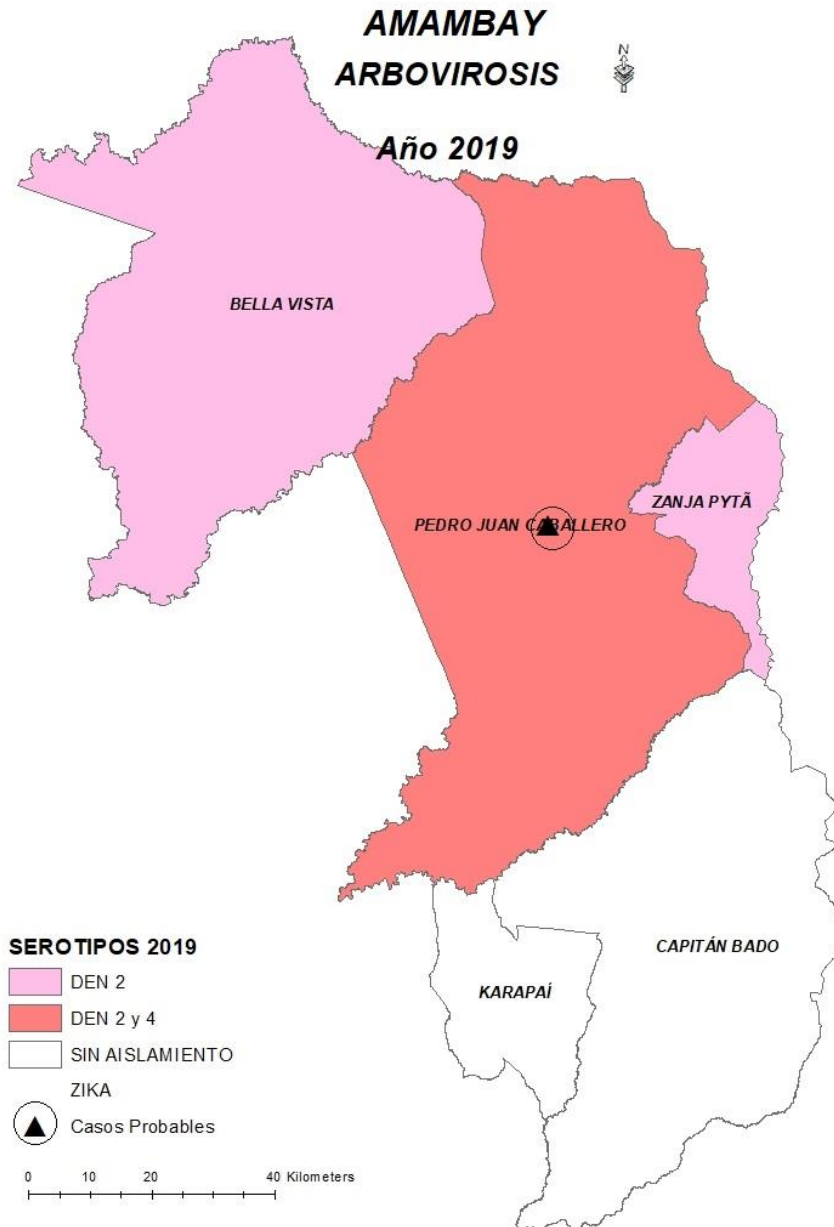 AMAMBAY
ARBOVIROSIS
N
Año 2019
BELLA VISTA
ZANJA PYTÃ
PEDRO JUAN CABALLERO
CAPITÁN BADO
KARAPAÍ
SEROTIPOS 2019
DEN 2
DEN 2 y 4
SIN AISLAMIENTO
ZIKA
Casos Probables
0 10 20 40 Kilometers